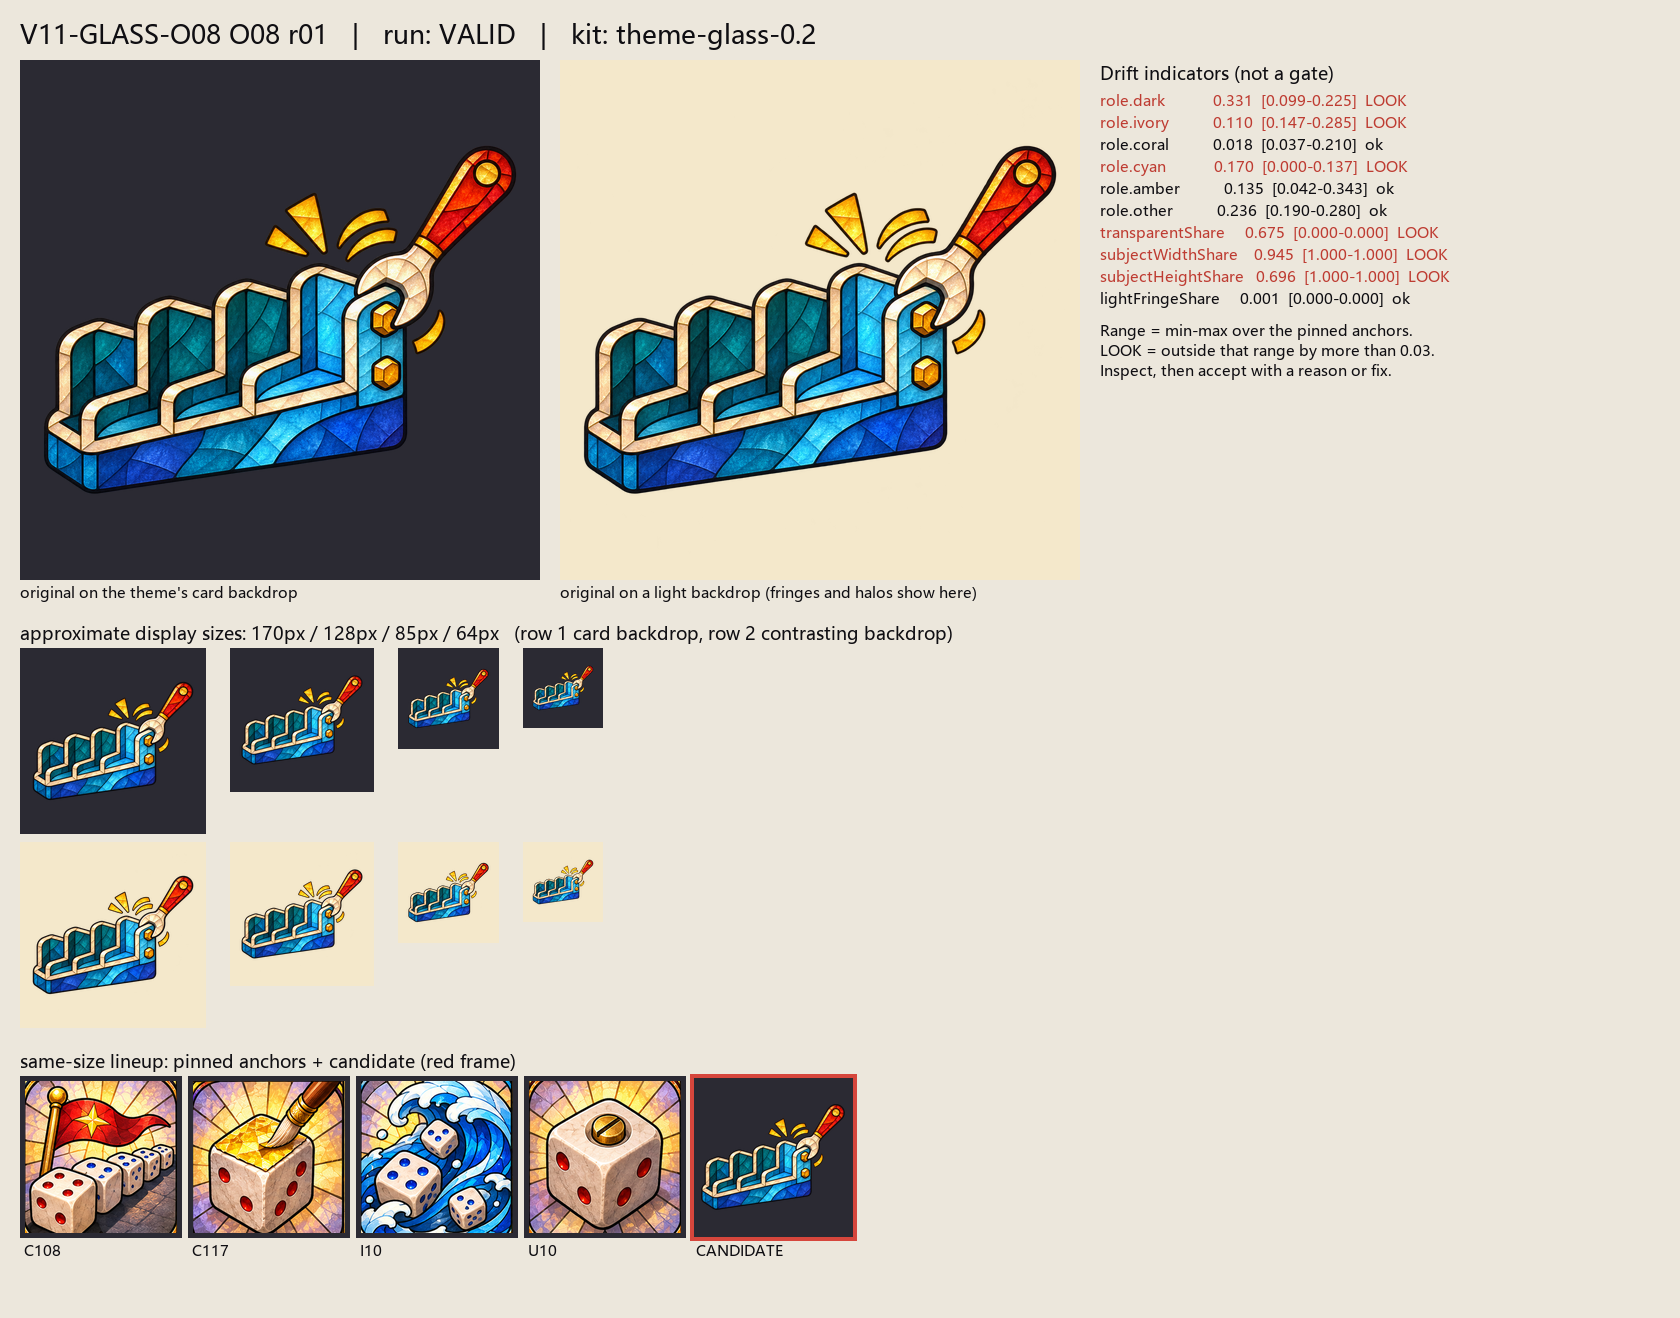 V11-GLASS-O08 O08 r01   |   run: VALID   |   kit: theme-glass-0.2
Drift indicators (not a gate)
role.dark 0.331 [0.099-0.225] LOOK
role.ivory 0.110 [0.147-0.285] LOOK
role.coral 0.018 [0.037-0.210] ok
role.cyan 0.170 [0.000-0.137] LOOK
role.amber 0.135 [0.042-0.343] ok
role.other 0.236 [0.190-0.280] ok
transparentShare 0.675 [0.000-0.000] LOOK
subjectWidthShare 0.945 [1.000-1.000] LOOK
subjectHeightShare 0.696 [1.000-1.000] LOOK
lightFringeShare 0.001 [0.000-0.000] ok
Range = min-max over the pinned anchors.
LOOK = outside that range by more than 0.03.
Inspect, then accept with a reason or fix.
original on the theme's card backdrop
original on a light backdrop (fringes and halos show here)
approximate display sizes: 170px / 128px / 85px / 64px   (row 1 card backdrop, row 2 contrasting backdrop)
same-size lineup: pinned anchors + candidate (red frame)
C108
C117
I10
U10
CANDIDATE